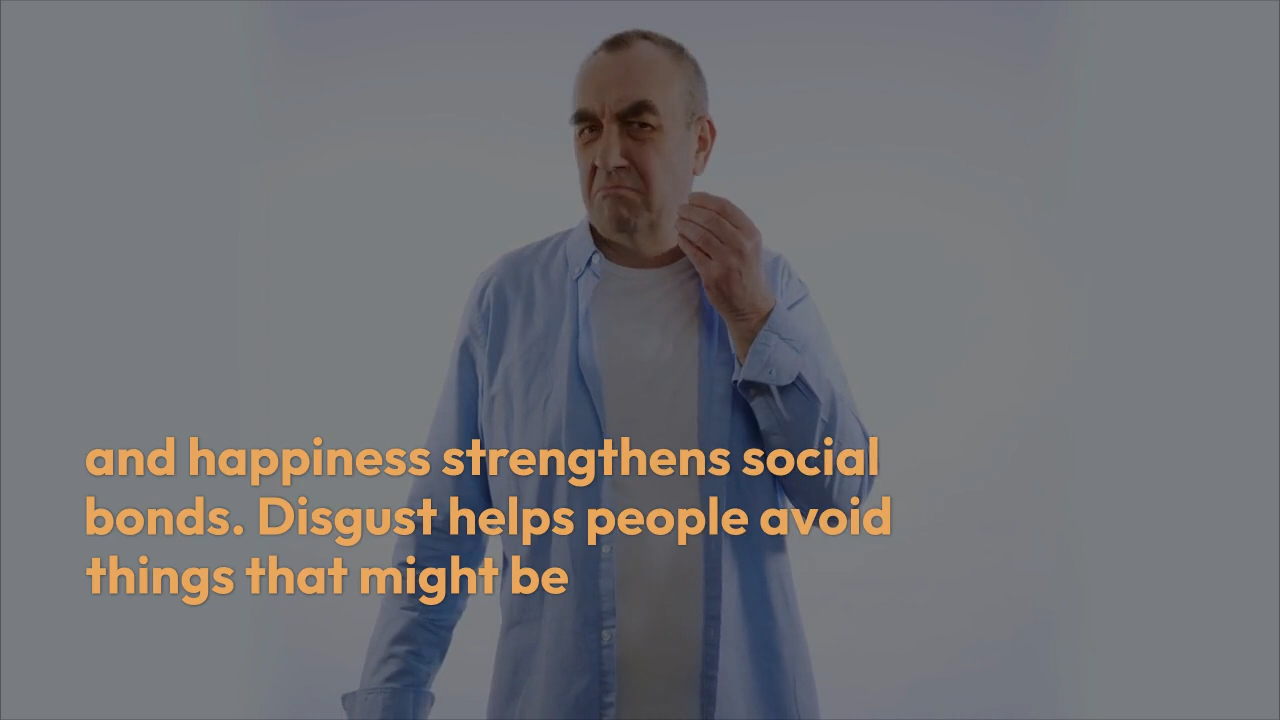 and happiness strengthens social
bonds. Disgust helps people avoid
things that might be